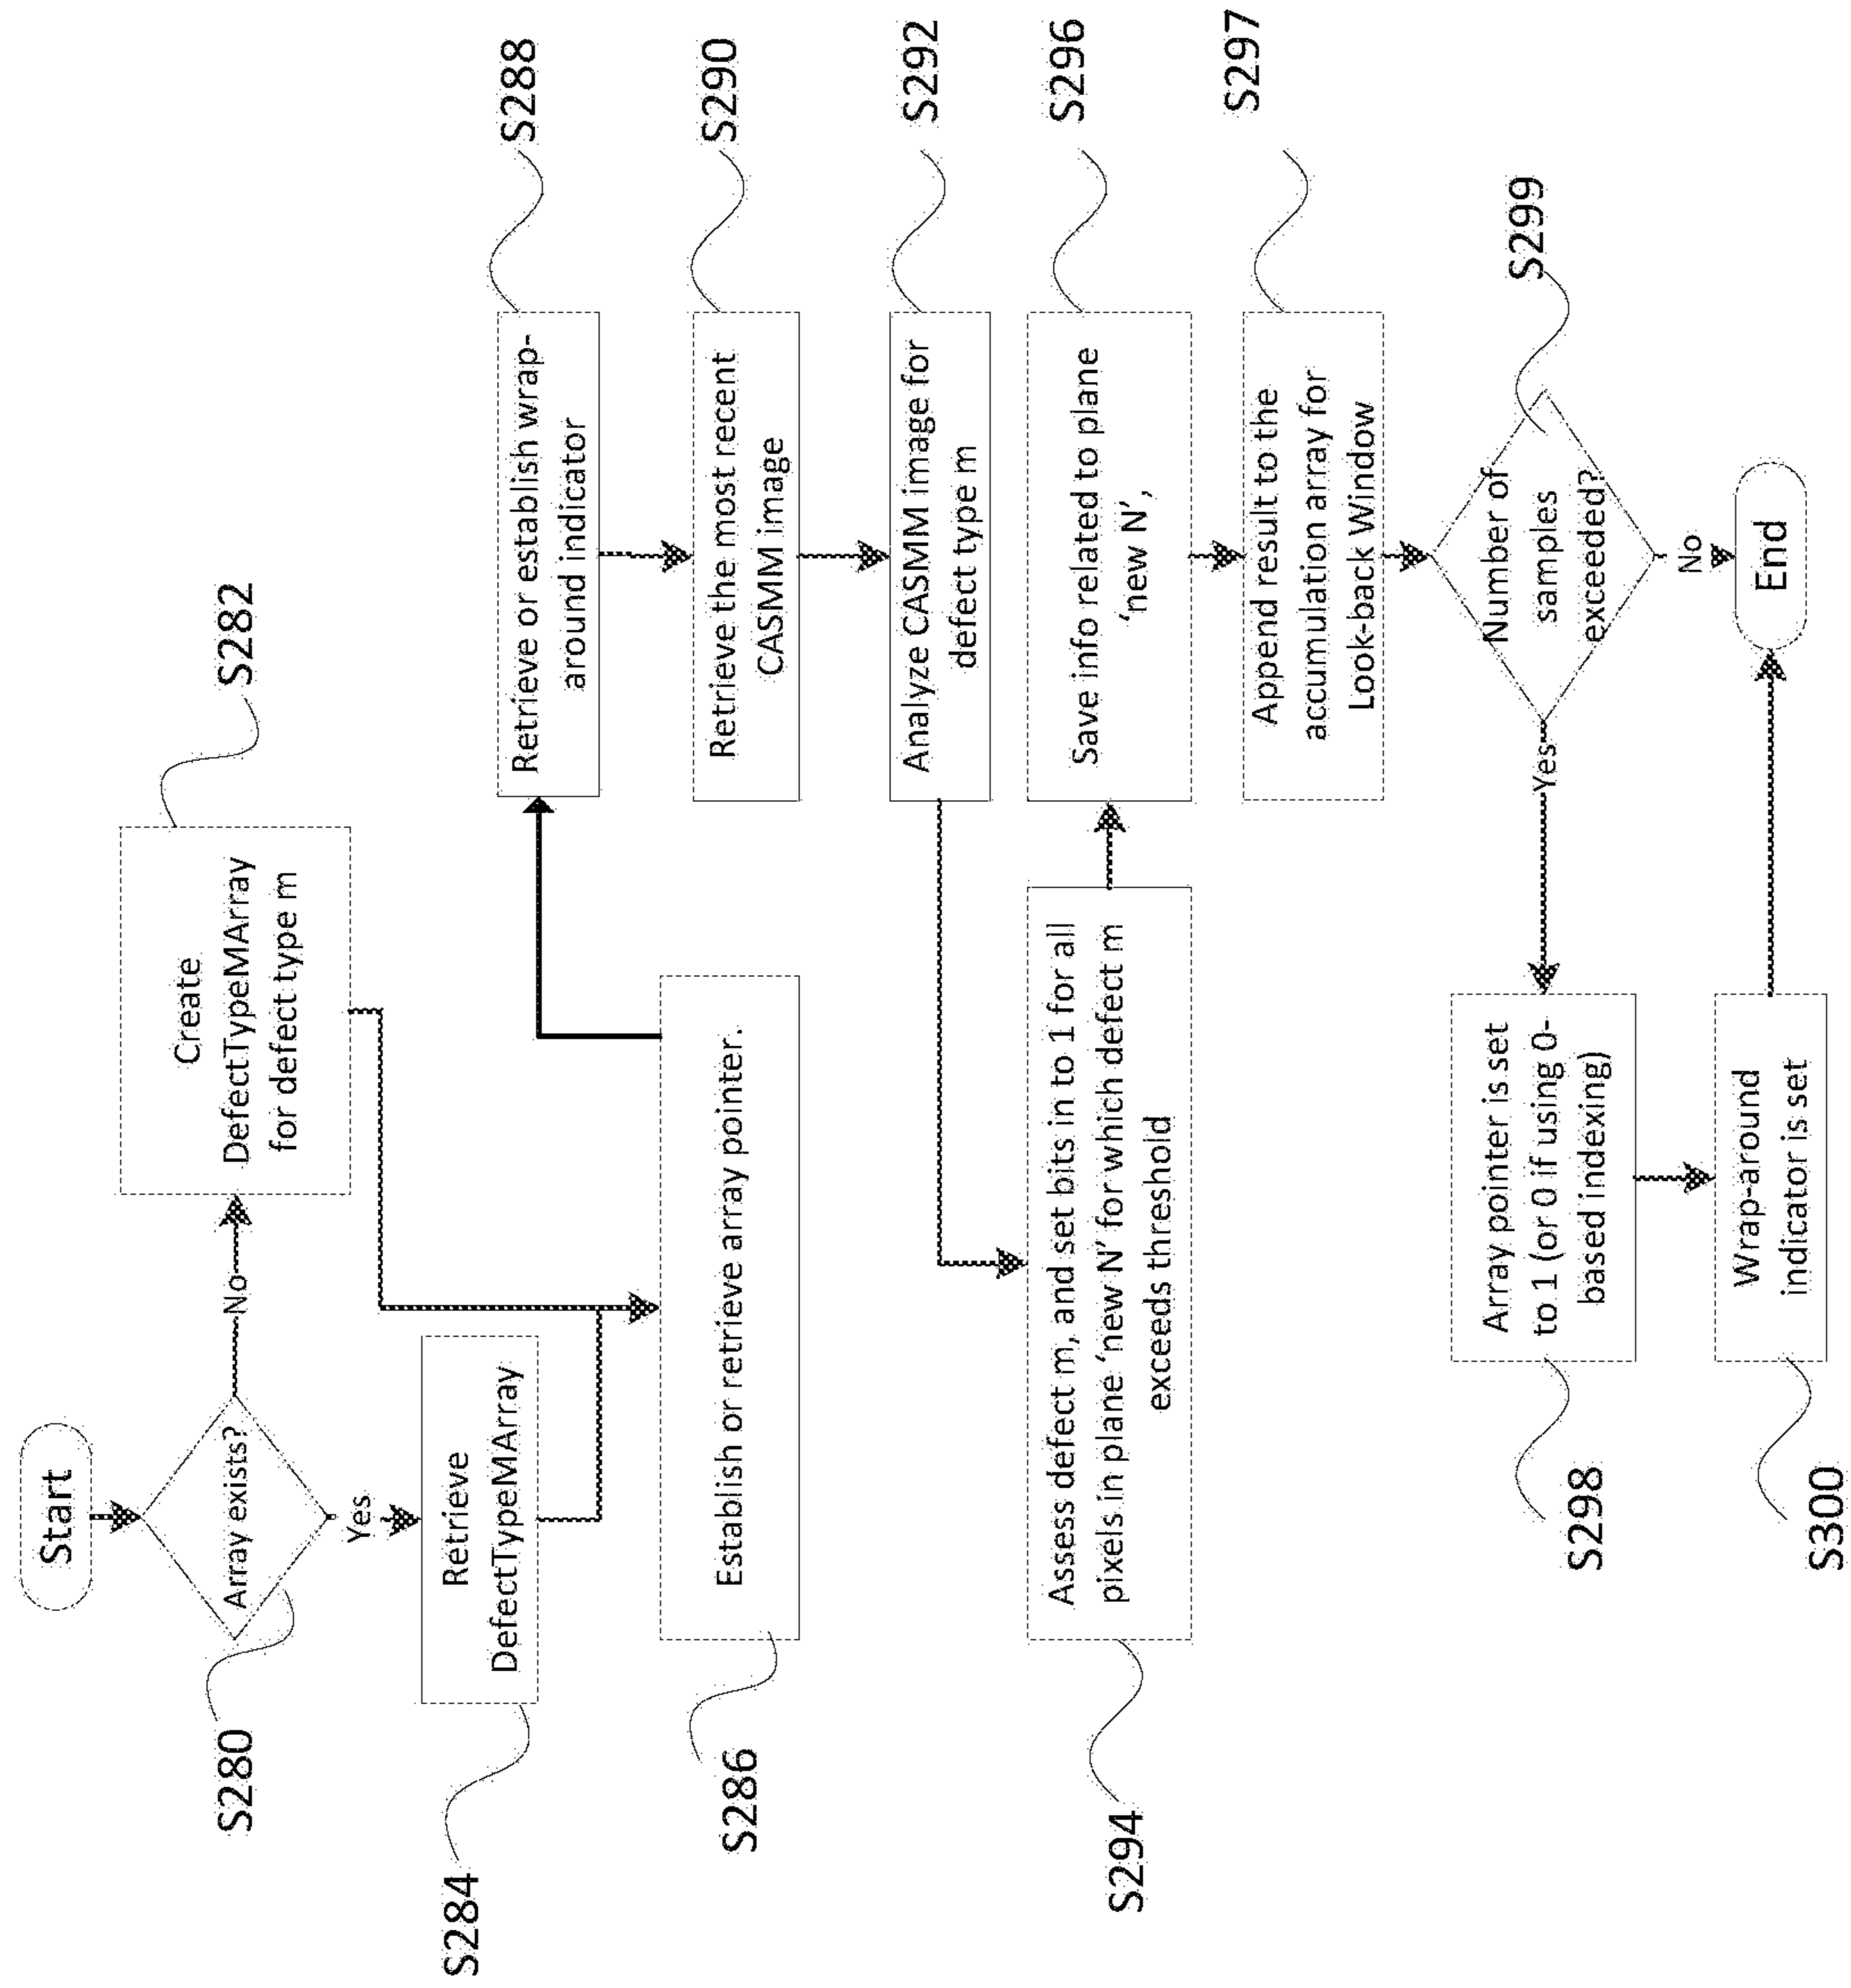 Start
Array exists?
S280
No
Yes
Create
DefectTypeMArray
for defect type m
S282
Retrieve
DefectTypeMArray
S284
Establish or retrieve array pointer.
S286
Retrieve or establish wrap-
around indicator
S288
Retrieve the most recent
CASMM image
S290
Analyze CASMM image for
defect type m
S292
Assess defect m, and set bits in to 1 for all
pixels in plane ‘new N’ for which defect m
exceeds threshold
S294
Save info related to plane
‘new N’,
S296
Append result to the
accumulation array for
Look-back Window
S297
Number of
samples
exceeded?
S299
Yes
No
Array pointer is set
to 1 (or 0 if using 0-
based indexing)
S298
Wrap-around
indicator is set
S300
End